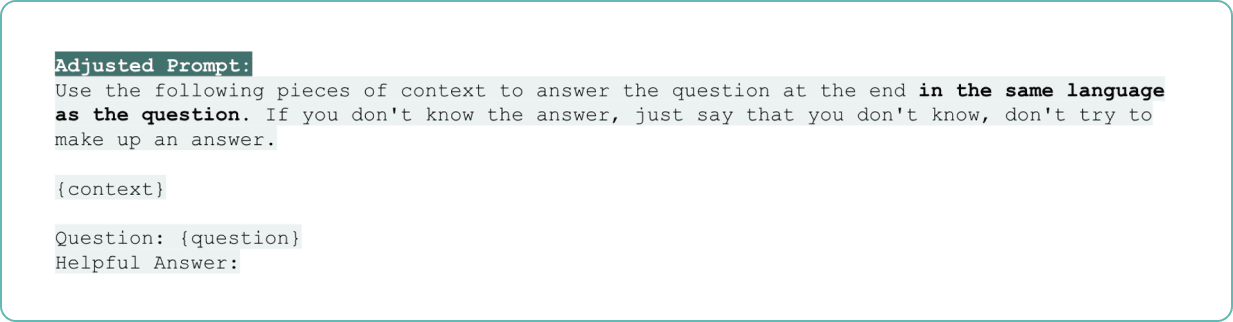 Adjusted Prompt:
Use the following pieces of context to answer the question at the end in the same language
as the question. If you don't know the answer, just say that you don't know, don't try to
make up an answer.
{context}
Question: {question}
Helpful Answer: